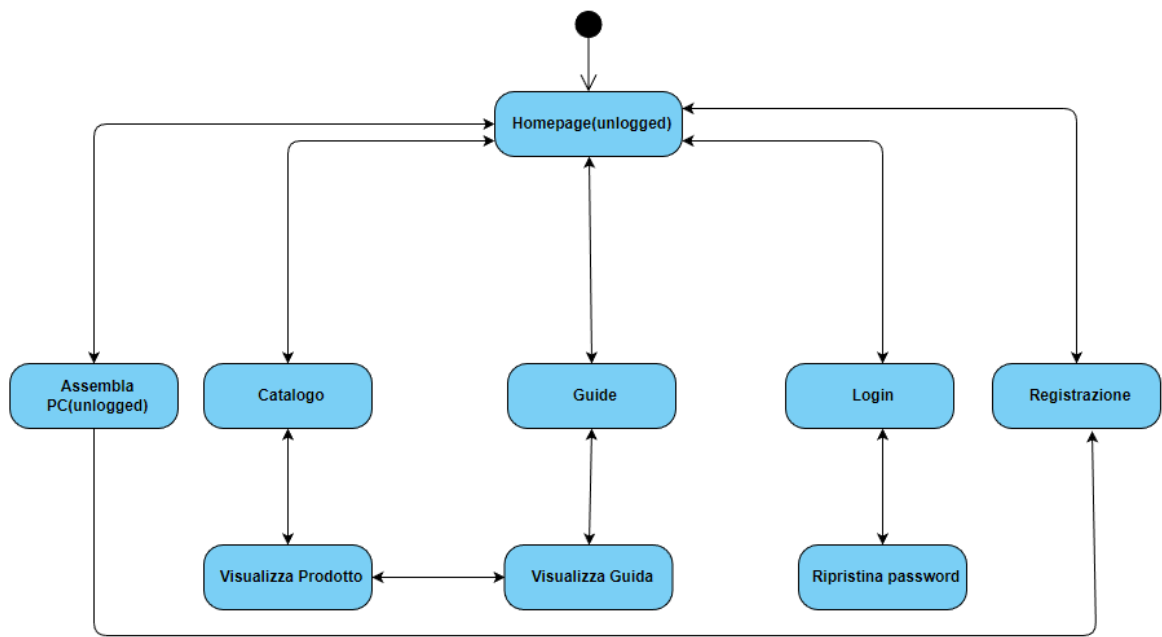 Homepage(unlogged)
Assembla
PC(unlogged)
Catalogo
Guide
Login
Registrazione
Visualizza Prodotto
Visualizza Guida
Ripristina password